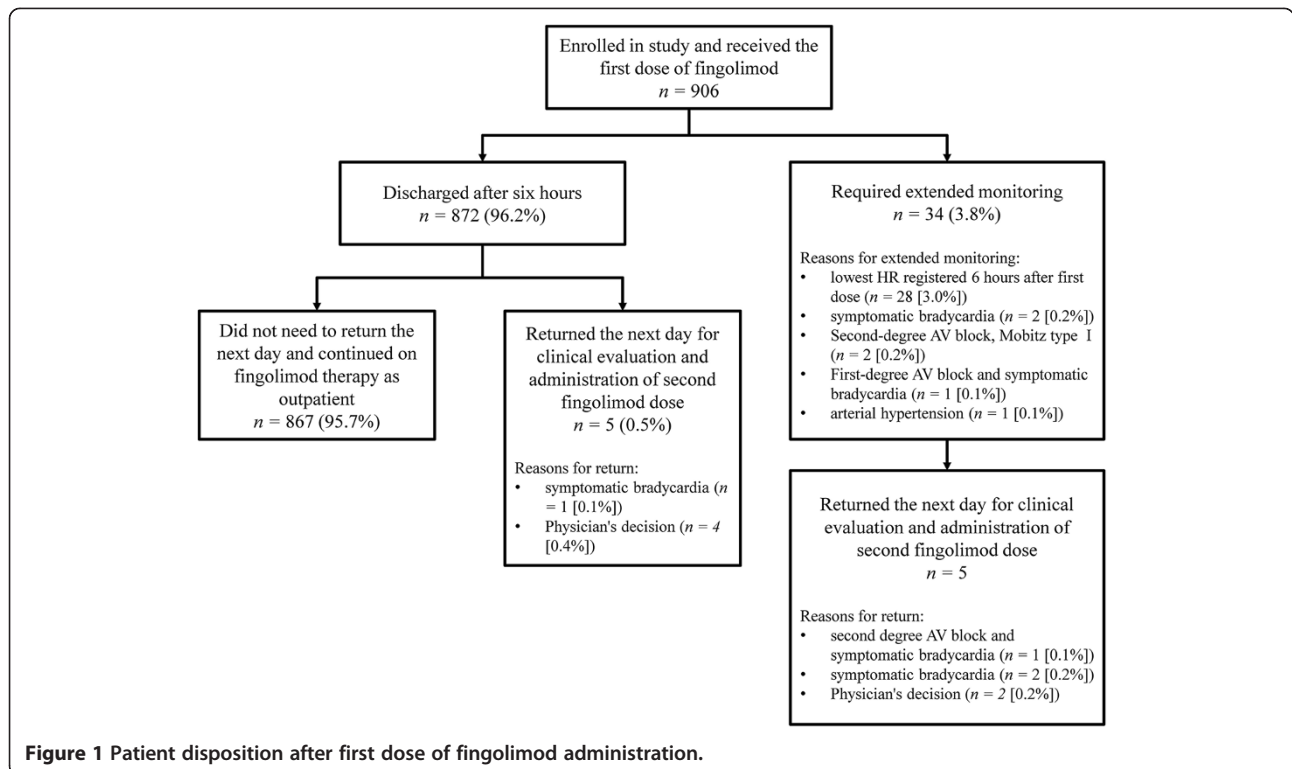 Enrolled in study and received the
first dose of fingolimod
n = 906
Discharged after six hours
n = 872 (96.2%)
Required extended monitoring
n = 34 (3.8%)
Reasons for extended monitoring:
• lowest HR registered 6 hours after first
dose (n = 28 [3.0%])
• symptomatic bradycardia (n = 2 [0.2%])
• Second-degree AV block, Mobitz type I
(n = 2 [0.2%])
• First-degree AV block and symptomatic
bradycardia (n = 1 [0.1%])
• arterial hypertension (n = 1 [0.1%])
Did not need to return the
next day and continued on
fingolimod therapy as
outpatient
n = 867 (95.7%)
Returned the next day for
clinical evaluation and
administration of second
fingolimod dose
n = 5 (0.5%)
Reasons for return:
• symptomatic bradycardia (n
= 1 [0.1%])
• Physician's decision (n = 4
[0.4%])
Returned the next day for clinical
evaluation and administration of
second fingolimod dose
n = 5
Reasons for return:
• second degree AV block and
symptomatic bradycardia (n = 1 [0.1%])
• symptomatic bradycardia (n = 2 [0.2%])
• Physician's decision (n = 2 [0.2%])
Figure 1 Patient disposition after first dose of fingolimod administration.